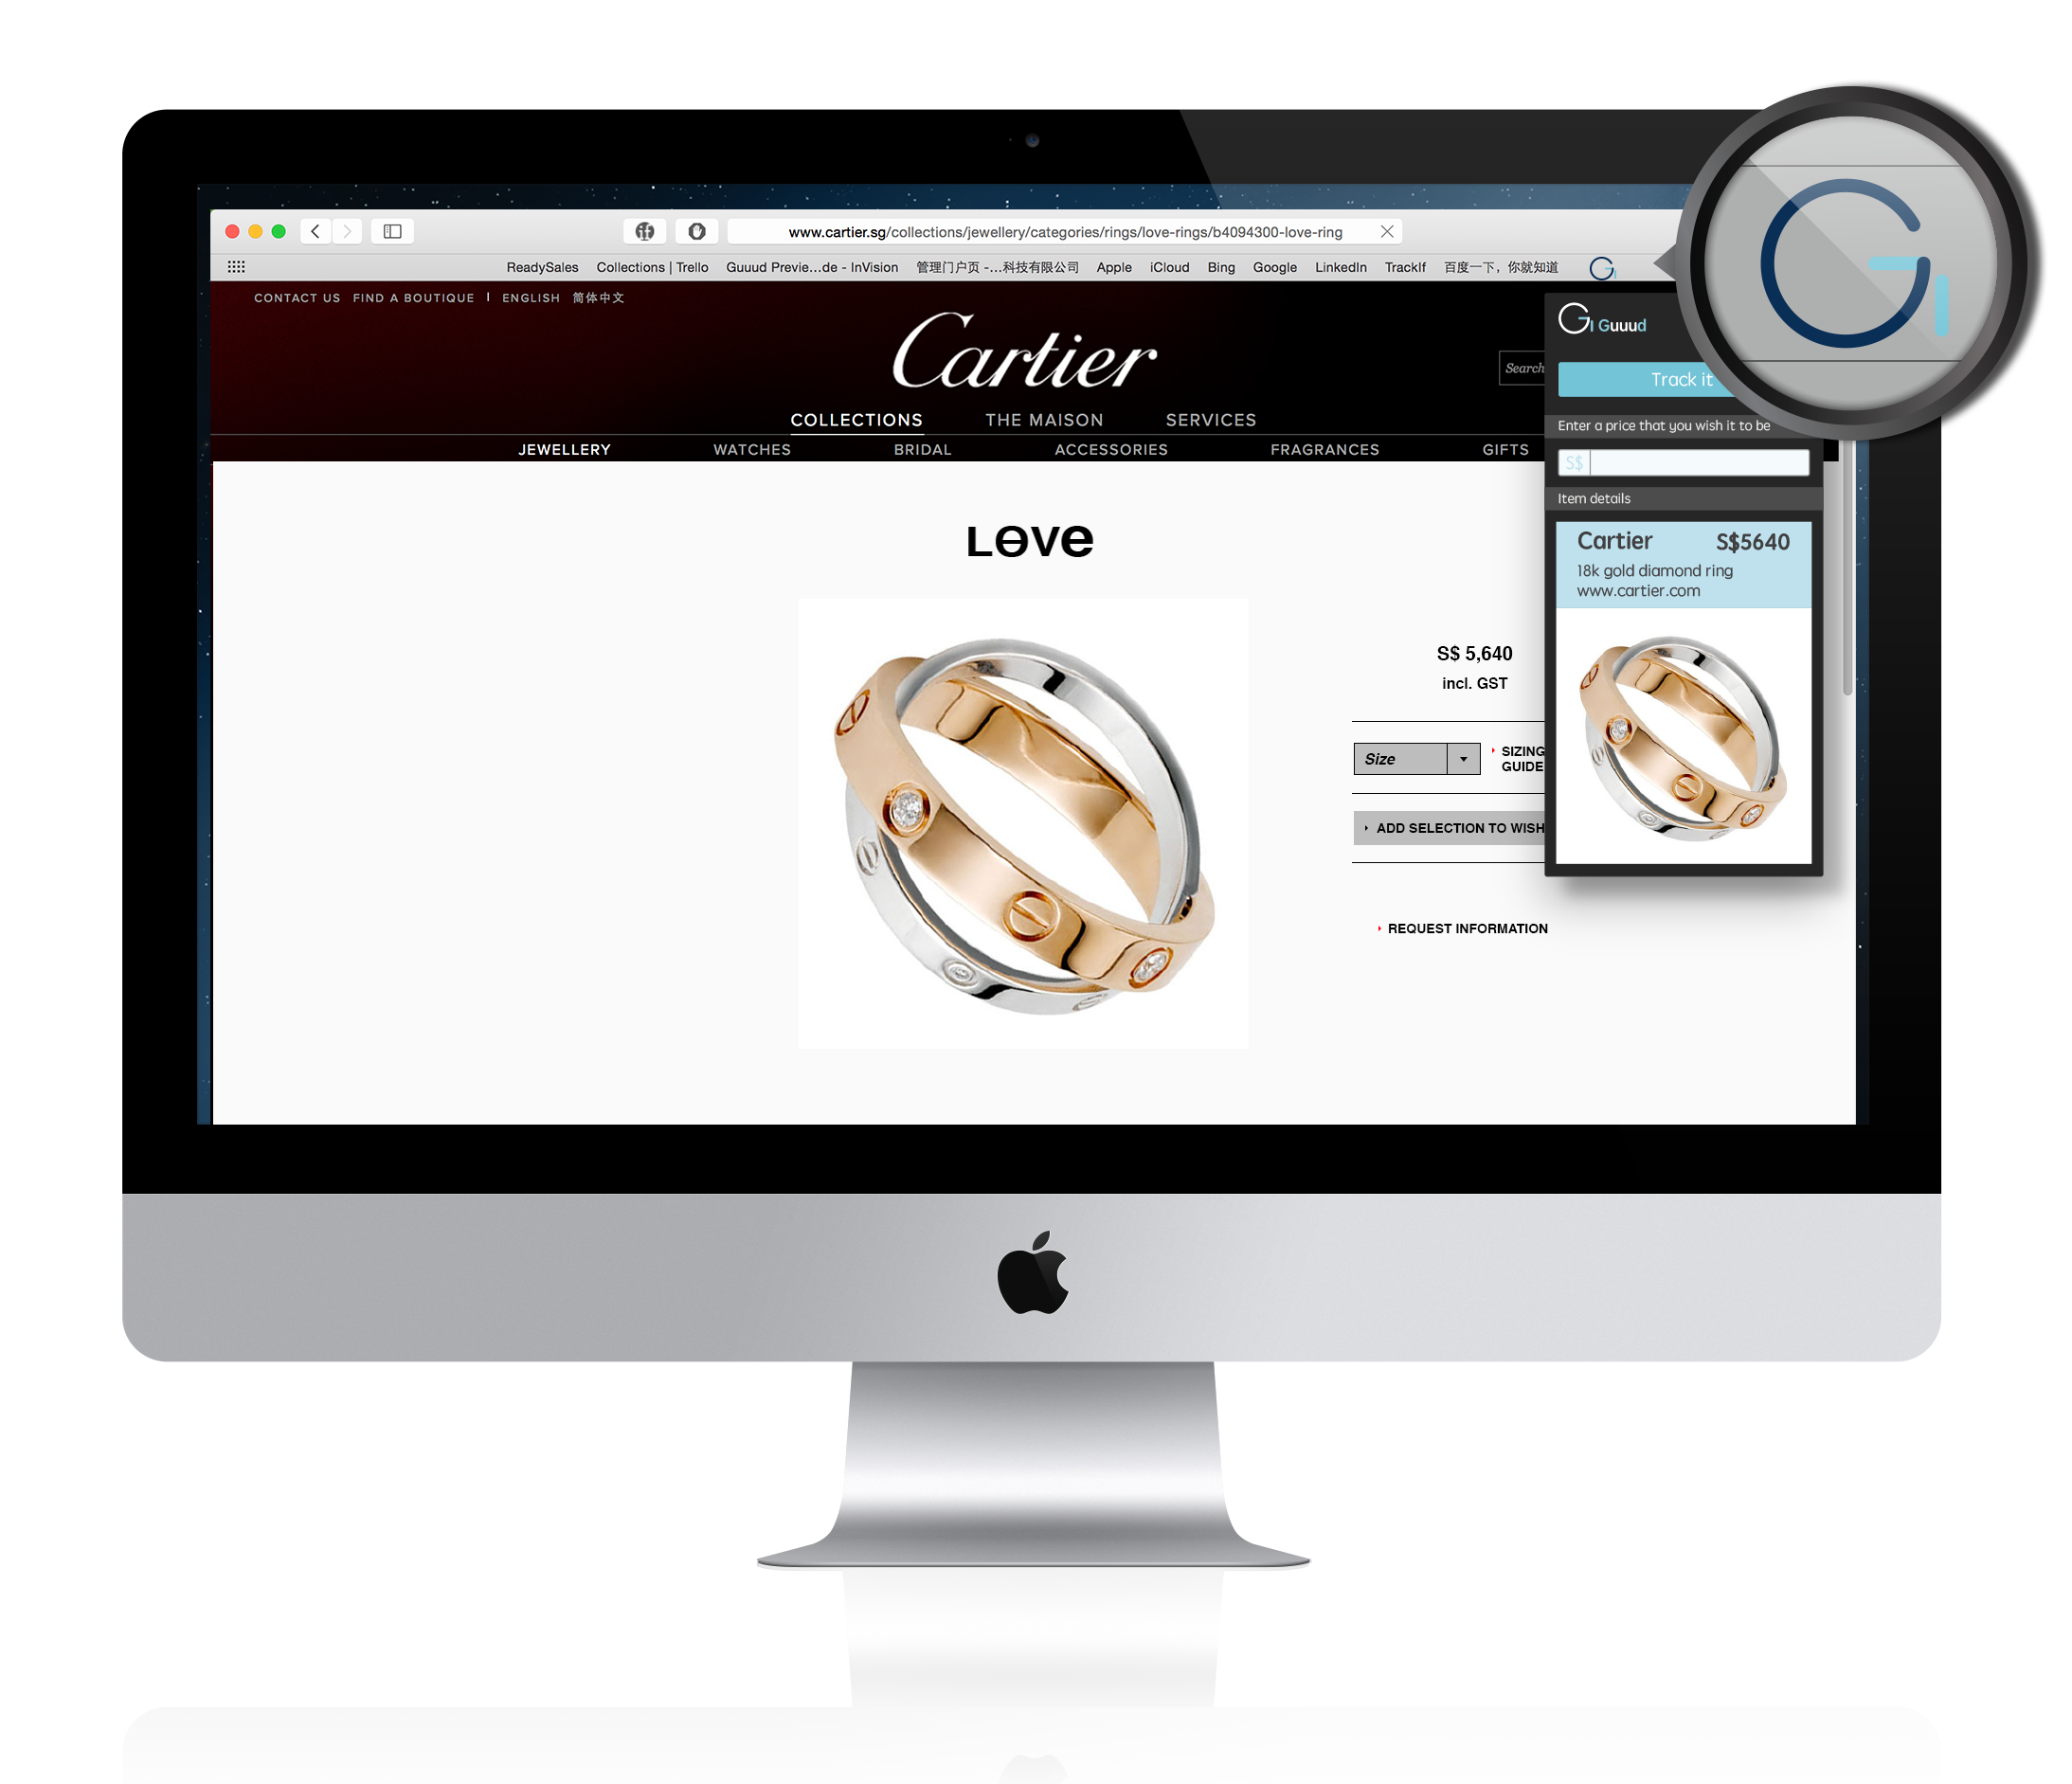 www.cartier.sg/collections/jewellery/categories/rings/love-rings/b4094300-love-ring
ReadySales Collections | Trello Guuud Previe...de - InVision 管理门户页 -...科技有限公司 Apple iCloud Bing Google LinkedIn TrackIf 百度一下，你就知道
CONTACT US FIND A BOUTIQUE | ENGLISH 简体中文
Cartier
Search
COLLECTIONS THE MAISON SERVICES
JEWELLERY WATCHES BRIDAL ACCESSORIES FRAGRANCES GIFTS
LOVE
S$ 5,640
incl. GST
Size
SIZING
GUIDE
ADD SELECTION TO WISH
REQUEST INFORMATION
Guuud
Track it
Enter a price that you wish it to be
S$
Item details
Cartier S$5640
18k gold diamond ring
www.cartier.com